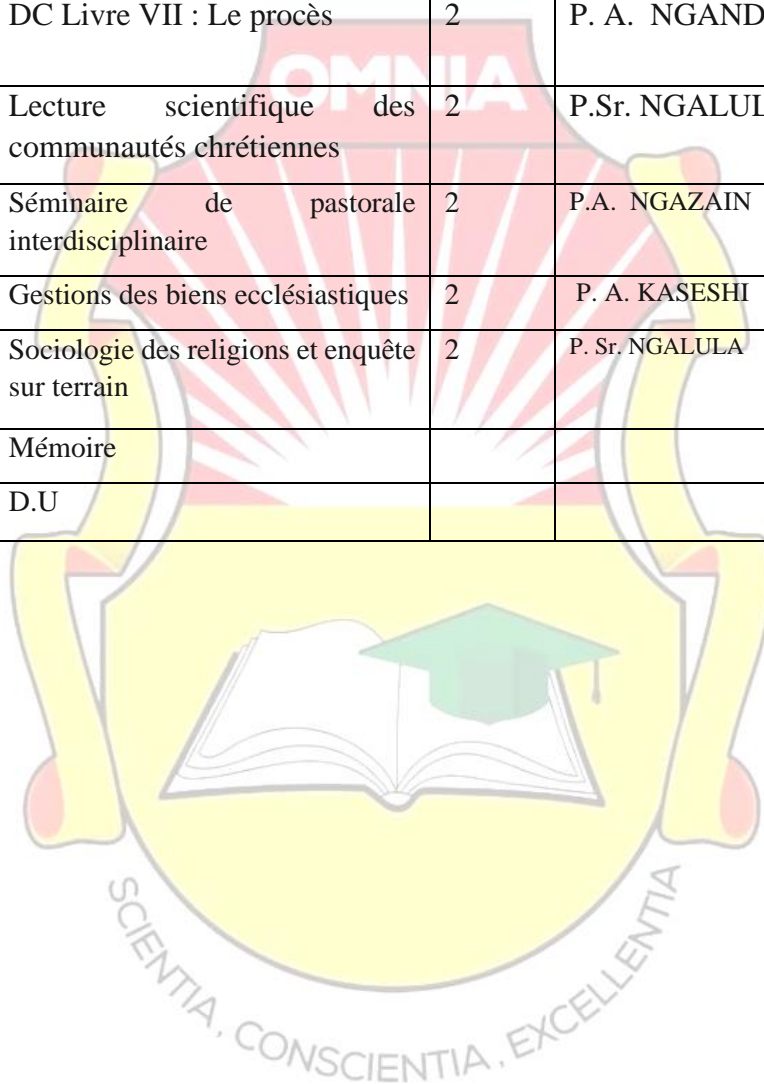 DC Livre VII : Le procès 2 P. A. NGAND
OMNIA
Lecture scientifique des 2 P.Sr. NGALUL
communautés chrétiennes
Séminaire de pastorale 2 P.A. NGAZAIN
interdisciplinaire
Gestions des biens ecclésiastiques 2 P. A. KASESHI
Sociologie des religions et enquête 2 P. Sr. NGALULA
sur terrain
Mémoire
D.U
SCIENTIA, CONSCIENTIA, EXCELLENTIA